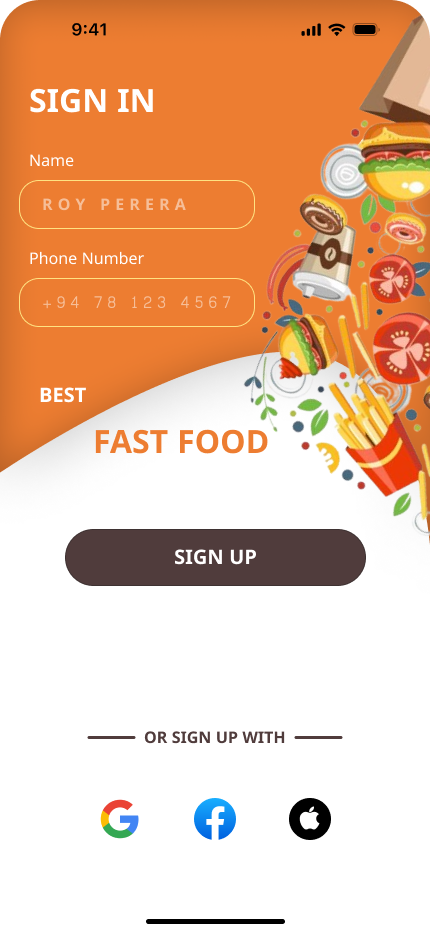 9:41
SIGN IN
Name
ROY PERERA
Phone Number
+94 78 123 4567
BEST
FAST FOOD
SIGN UP
OR SIGN UP WITH